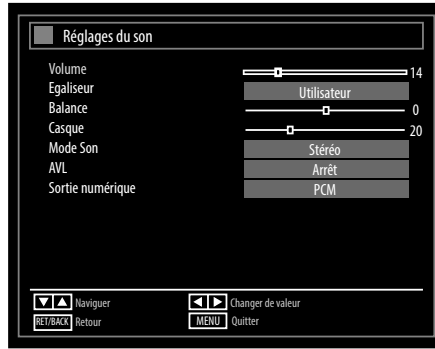 Réglages du son
Volume 14
Egaliseur Utilisateur
Balance 0
Casque 20
Mode Son Stéréo
AVL Arrêt
Sortie numérique PCM
Naviguer Changer de valeur
RET/BACK Retour MENU Quitter